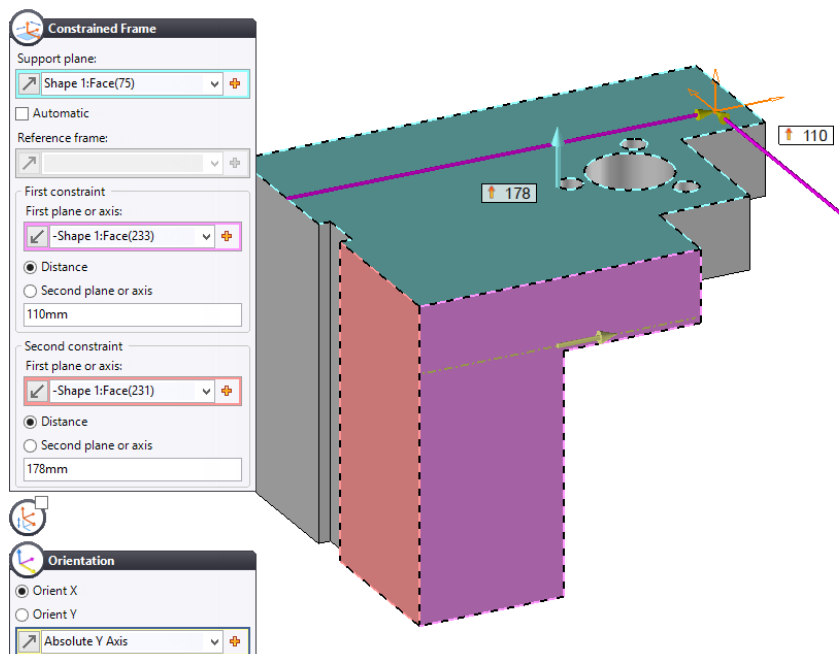 Constrained Frame
Support plane:
Shape 1:Face(75)
Automatic
Reference frame:
First constraint
First plane or axis:
-Shape 1:Face(233)
Distance
Second plane or axis
110mm
Second constraint
First plane or axis:
-Shape 1:Face(231)
Distance
Second plane or axis
178mm
Orientation
Orient X
Orient Y
Absolute Y Axis
110
178